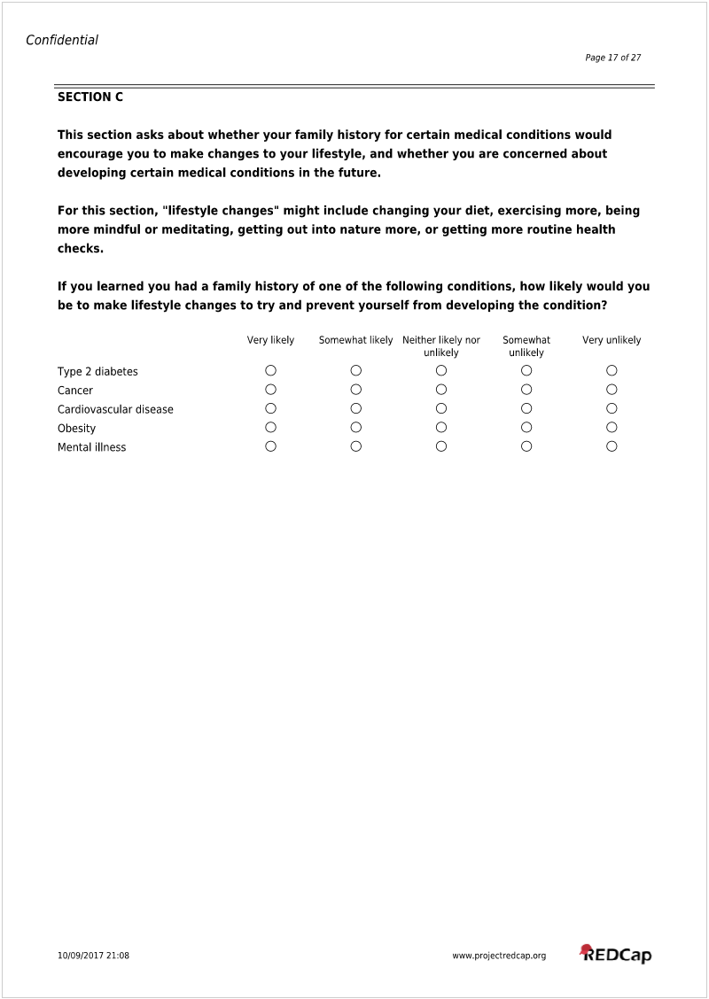 Confidential
Page 17 of 27
SECTION C
This section asks about whether your family history for certain medical conditions would
encourage you to make changes to your lifestyle, and whether you are concerned about
developing certain medical conditions in the future.
For this section, "lifestyle changes" might include changing your diet, exercising more, being
more mindful or meditating, getting out into nature more, or getting more routine health
checks.
If you learned you had a family history of one of the following conditions, how likely would you
be to make lifestyle changes to try and prevent yourself from developing the condition?
Very likely Somewhat likely Neither likely nor Somewhat Very unlikely
unlikely unlikely
Type 2 diabetes
Cancer
Cardiovascular disease
Obesity
Mental illness
10/09/2017 21:08 www.projectredcap.org REDCap